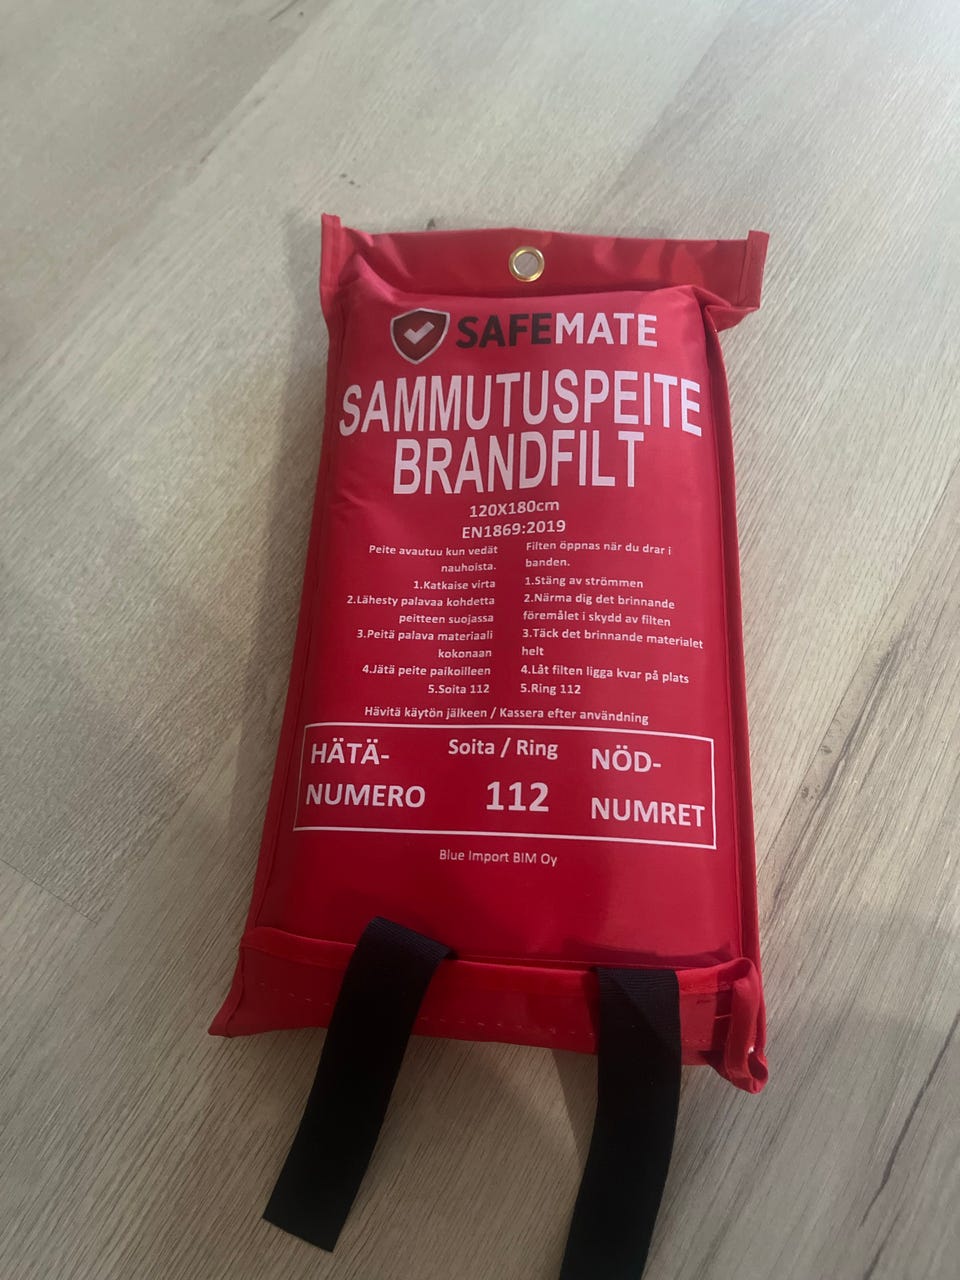 SAFEMATE
SAMMUTUSPEITE
BRANDFILT
120X180cm
EN1869:2019
Peite avautuu kun vedät
nauhoista.
1.Katkaise virta
2.Lähesty palavaa kohdetta
peitteen suojassa
3.Peitä palava materiaali
kokonaan
4.Jätä peite paikoilleen
5.Soita 112
Filten öppnas när du drar i
banden.
1.Stäng av strömmen
2.Närma dig det brinnande
föremålet i skydd av filten
3.Täck det brinnande materialet
helt
4.Låt filten ligga kvar på plats
5.Ring 112
Hävitä käytön jälkeen / Kassera efter användning
HÄTÄ-
NUMERO
Soita / Ring
112
NÖD-
NUMRET
Blue Import BIM Oy